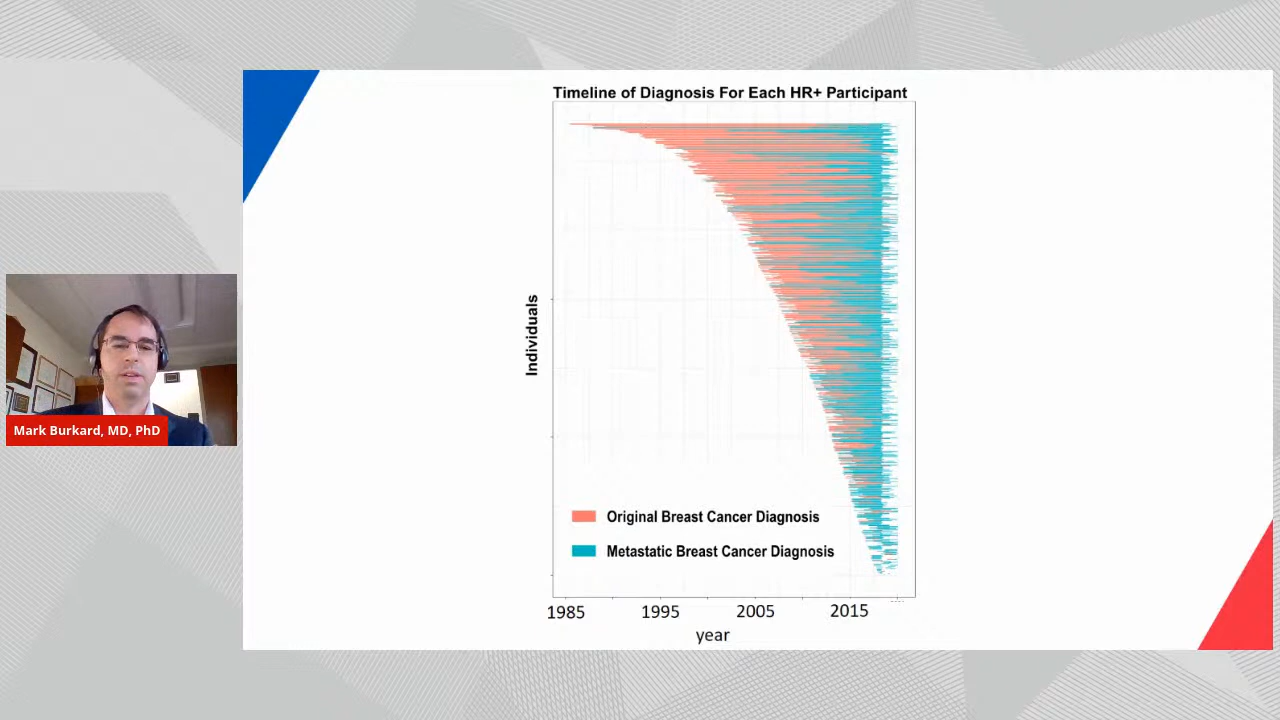 Timeline of Diagnosis For Each HR+ Participant
Individuals
Original Breast Cancer Diagnosis
Metastatic Breast Cancer Diagnosis
1985 1995 2005 2015
year
Mark Burkard, MD, PhD